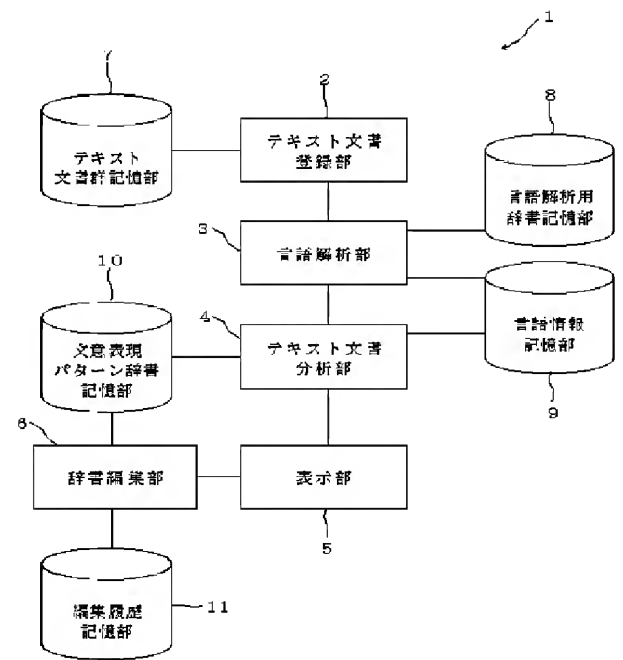 1
7
2
8
テキスト
文書群記憶部
テキスト文書
登録部
言語解析用
辞書記憶部
3
言語解析部
10
4
文意表現
パターン辞書
記憶部
テキスト文書
分析部
言語情報
記憶部
9
6
辞書編集部
表示部
5
編集履歴
記憶部
11